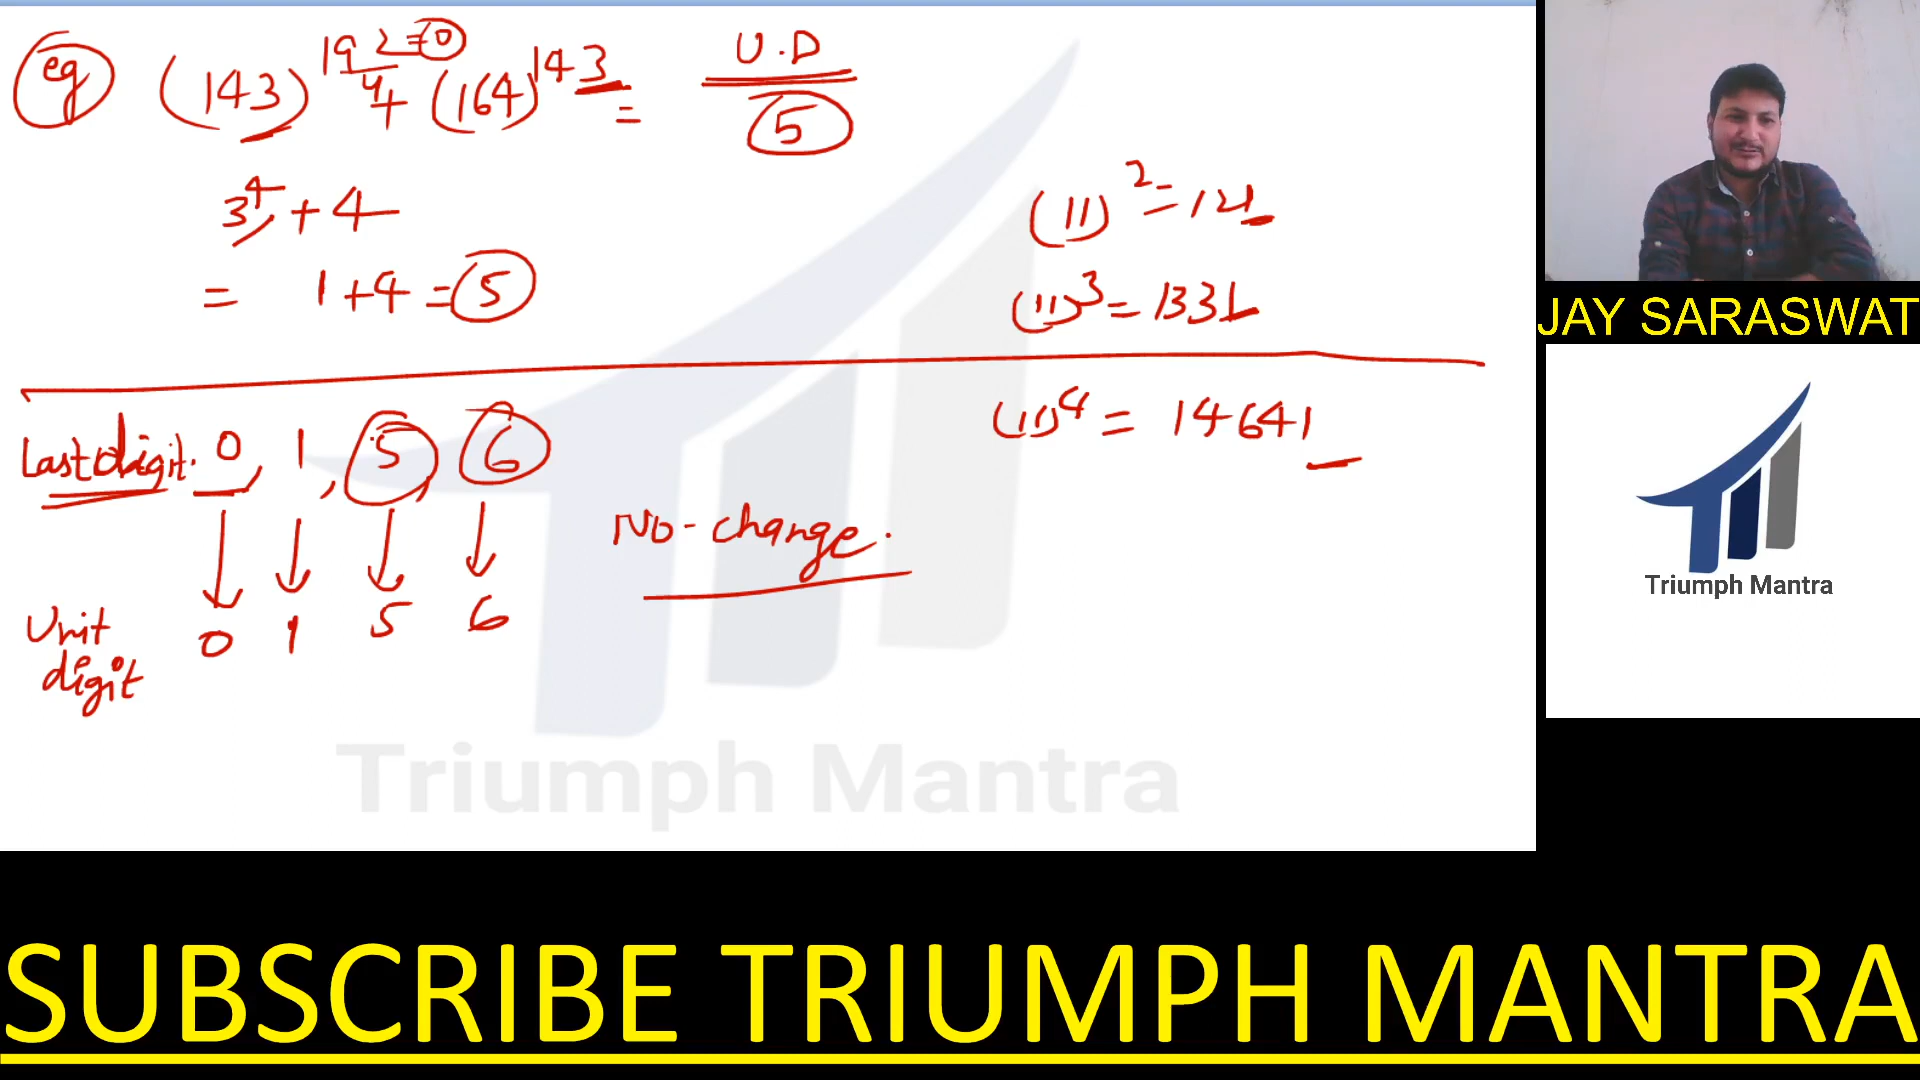 eg (143)^192/4=0 + (164)^143 = U.D
5
3^4 + 4
= 1+4 = 5
(11)^2 = 121
(11)^3 = 1331
(11)^4 = 14641
Last digit. 0, 1, 5, 6
No-change.
Unit digit 0 1 5 6
Triumph Mantra
JAY SARASWAT
Triumph Mantra
SUBSCRIBE TRIUMPH MANTRA